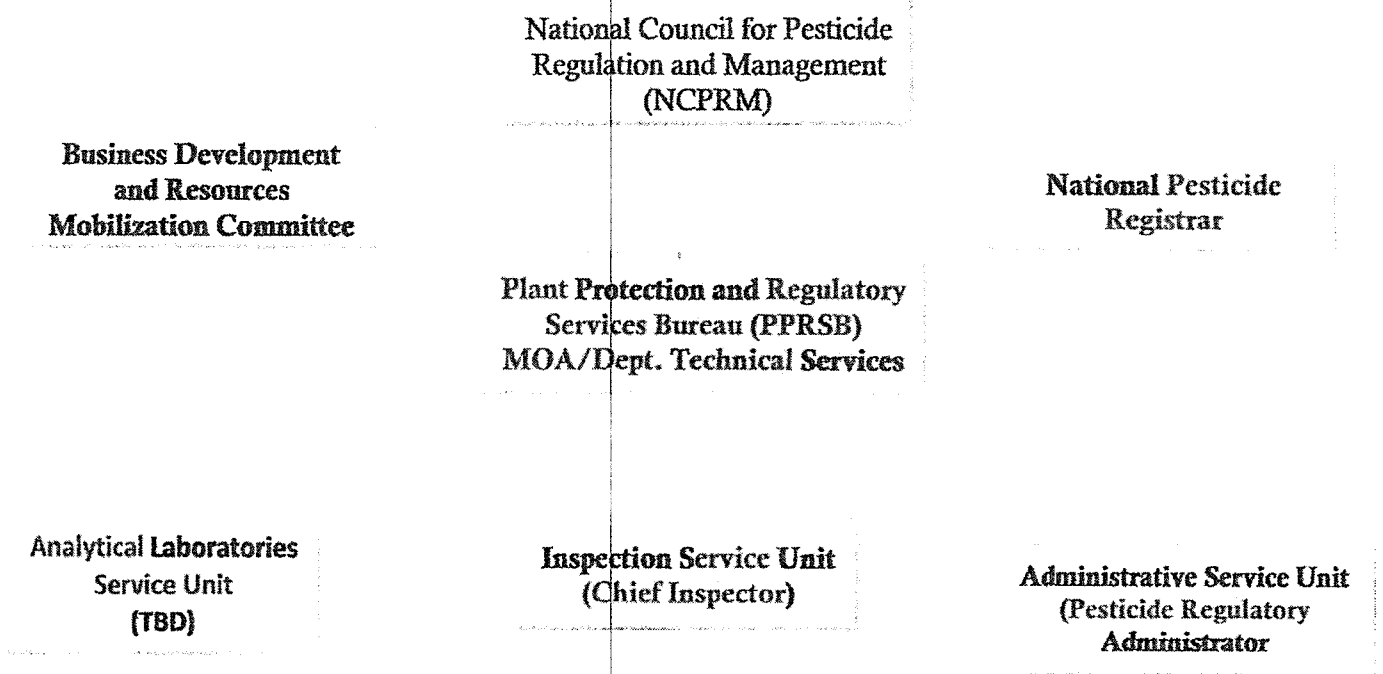 National Council for Pesticide
Regulation and Management
(NCPRM)
Business Development
and Resources
Mobilization Committee
National Pesticide
Registrar
Plant Protection and Regulatory
Services Bureau (PPRSB)
MOA/Dept. Technical Services
Analytical Laboratories
Service Unit
(TBD)
Inspection Service Unit
(Chief Inspector)
Administrative Service Unit
(Pesticide Regulatory
Administrator